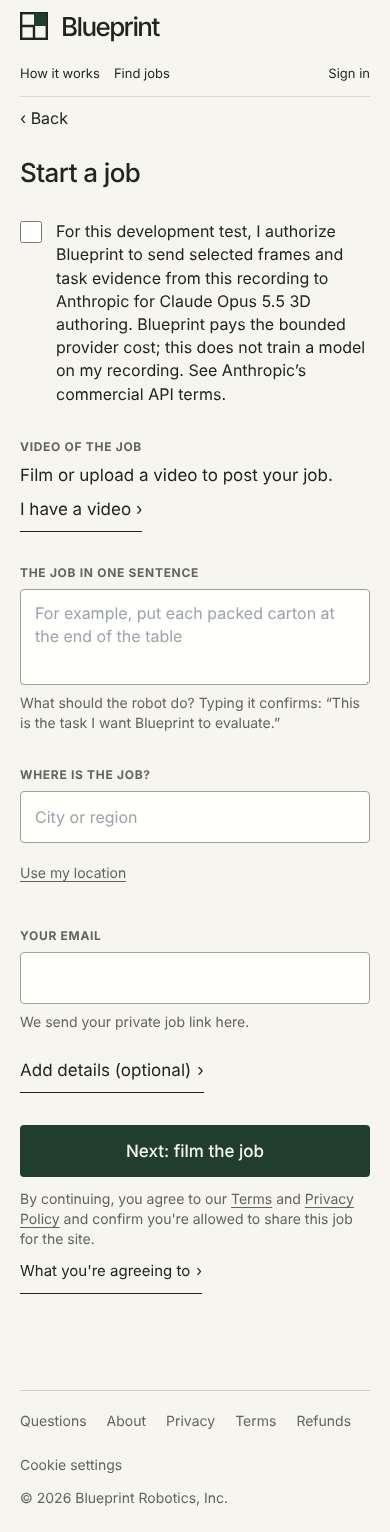 Blueprint
How it works Find jobs Sign in
‹ Back
Start a job
For this development test, I authorize
Blueprint to send selected frames and
task evidence from this recording to
Anthropic for Claude Opus 5.5 3D
authoring. Blueprint pays the bounded
provider cost; this does not train a model
on my recording. See Anthropic’s
commercial API terms.
VIDEO OF THE JOB
Film or upload a video to post your job.
I have a video ›
THE JOB IN ONE SENTENCE
For example, put each packed carton at
the end of the table
What should the robot do? Typing it confirms: “This
is the task I want Blueprint to evaluate.”
WHERE IS THE JOB?
City or region
Use my location
YOUR EMAIL
We send your private job link here.
Add details (optional) ›
Next: film the job
By continuing, you agree to our Terms and Privacy
Policy and confirm you're allowed to share this job
for the site.
What you're agreeing to ›
Questions About Privacy Terms Refunds
Cookie settings
© 2026 Blueprint Robotics, Inc.